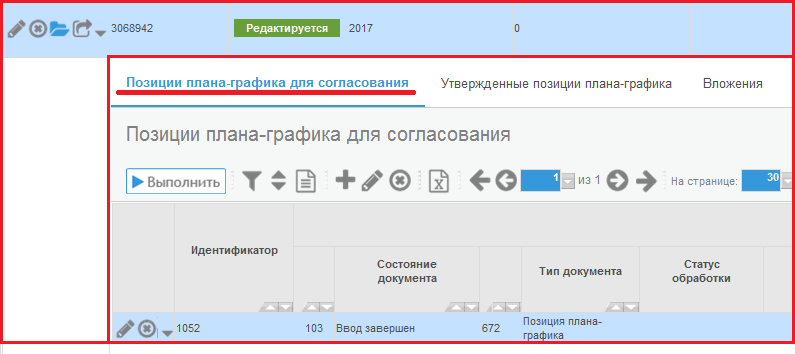 3068942 Редактируется 2017 0
Позиции плана-графика для согласования Утвержденные позиции плана-графика Вложения
Позиции плана-графика для согласования
Выполнить 1 из 1 На странице: 30
Идентификатор Состояние документа Тип документа Статус обработки
1052 103 Ввод завершен 672 Позиция плана-
графика